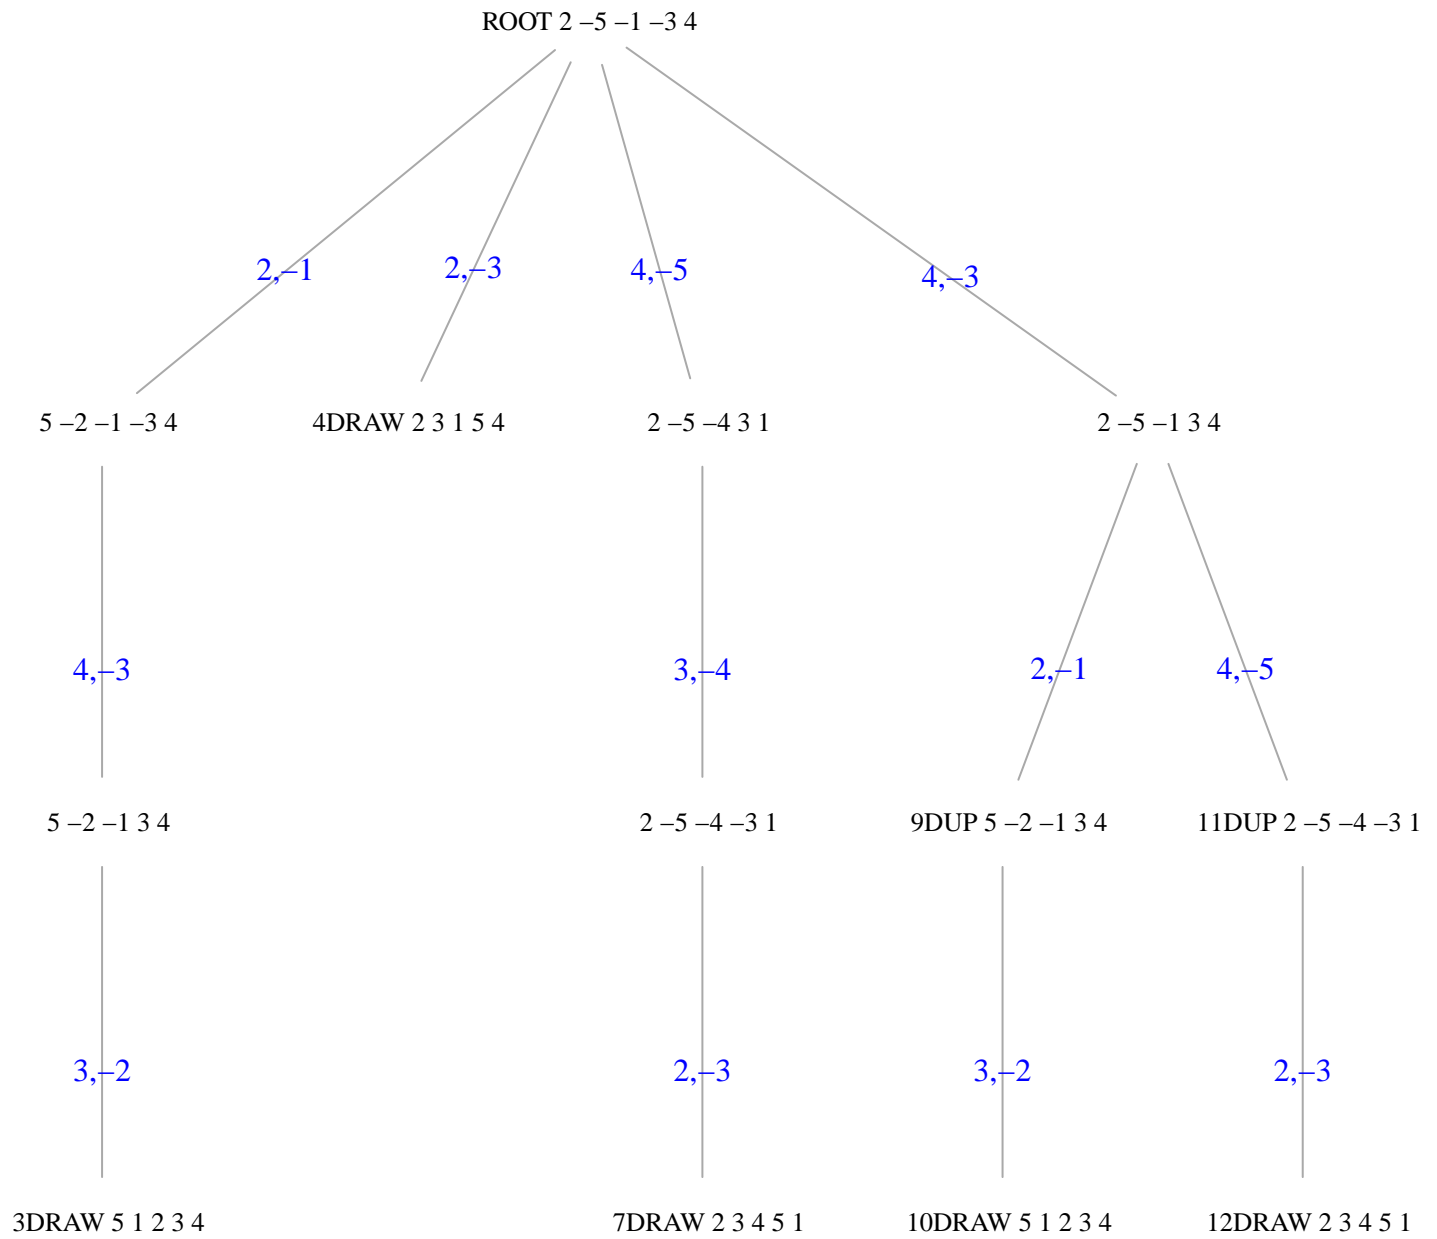 ROOT 2 –5 –1 –3 4
2,–1
2,–3
4,–5
4,–3
5 –2 –1 –3 4
4DRAW 2 3 1 5 4
2 –5 –4 3 1
2 –5 –1 3 4
4,–3
3,–4
2,–1
4,–5
5 –2 –1 3 4
2 –5 –4 –3 1
9DUP 5 –2 –1 3 4
11DUP 2 –5 –4 –3 1
3,–2
2,–3
3,–2
2,–3
3DRAW 5 1 2 3 4
7DRAW 2 3 4 5 1
10DRAW 5 1 2 3 4
12DRAW 2 3 4 5 1